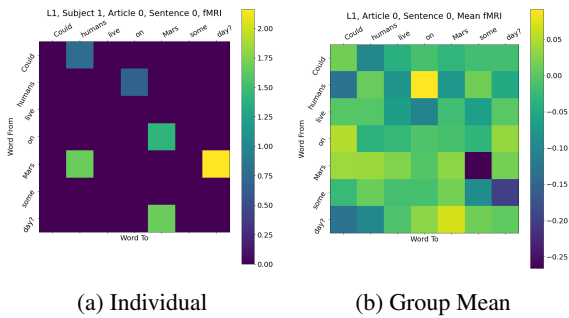 L1, Subject 1, Article 0, Sentence 0, fMRI
Could humans live on Mars some day?
Word From
Could
humans
live
on
Mars
some
day?
Word To
2.00
1.75
1.50
1.25
1.00
0.75
0.50
0.25
0.00
(a) Individual
L1, Article 0, Sentence 0, Mean fMRI
Could humans live on Mars some day?
Word From
Could
humans
live
on
Mars
some
day?
Word To
0.05
0.00
−0.05
−0.10
−0.15
−0.20
−0.25
(b) Group Mean